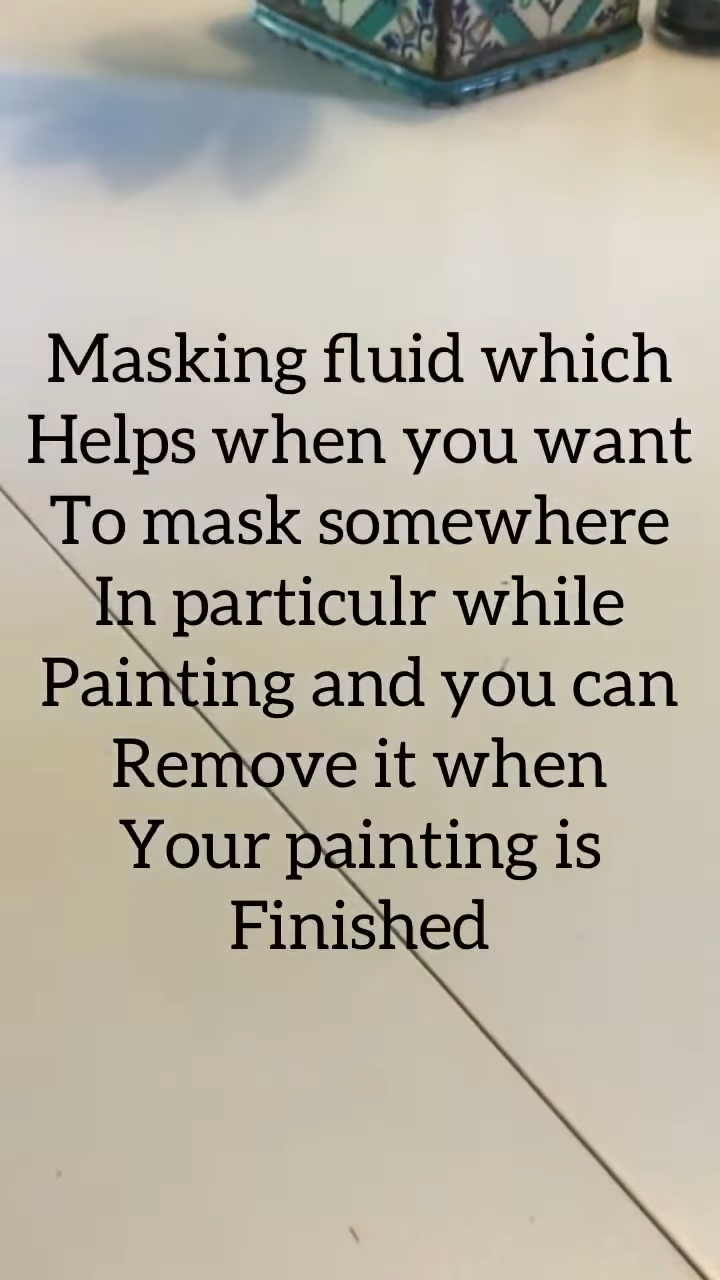 Masking fluid which
Helps when you want
To mask somewhere
In particulr while
Painting and you can
Remove it when
Your painting is
Finished